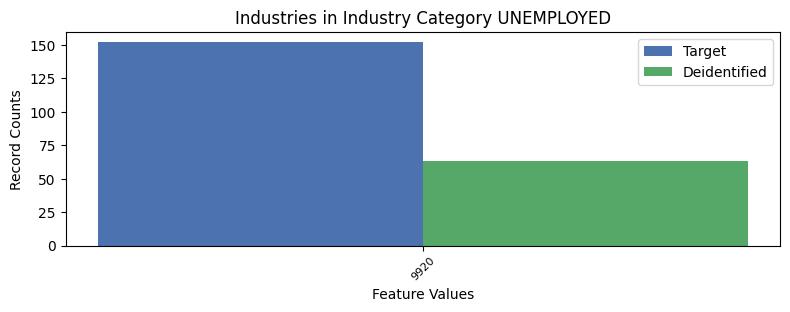 Industries in Industry Category UNEMPLOYED
Target
Deidentified
Record Counts
150
125
100
75
50
25
0
9920
Feature Values